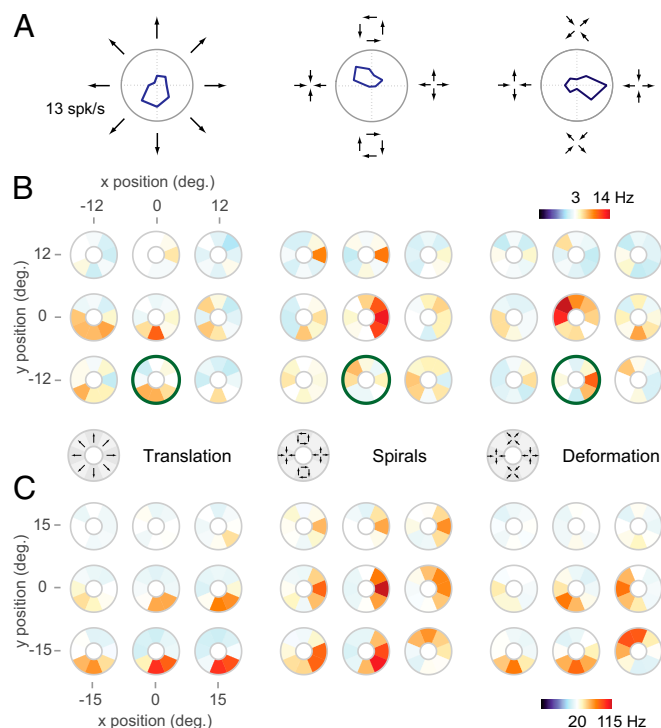 A
13 spk/s
x position (deg.)
B
-12 0 12
3 14 Hz
y position (deg.)
12
0
-12
Translation
Spirals
Deformation
C
y position (deg.)
15
0
-15
-15 0 15
x position (deg.)
20 115 Hz